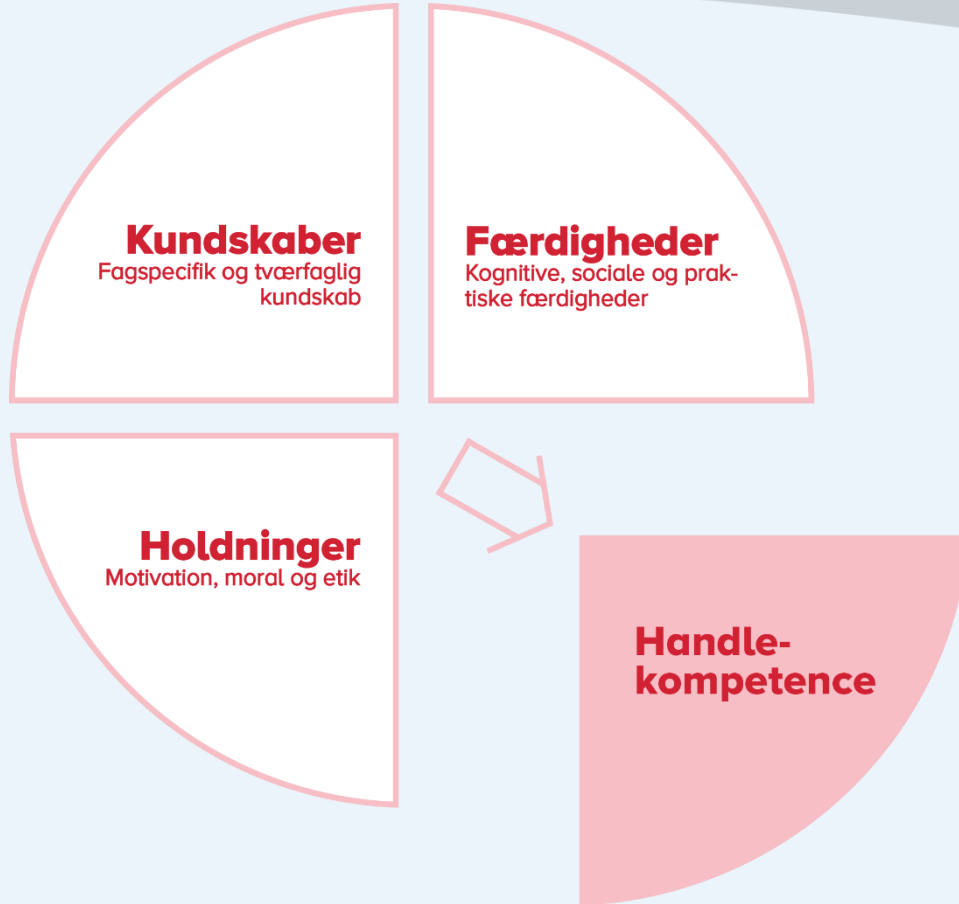 Kundskaber
Fagspecifik og tværfaglig
kundskab
Færdigheder
Kognitive, sociale og prak-
tiske færdigheder
Holdninger
Motivation, moral og etik
Handle-
kompetence